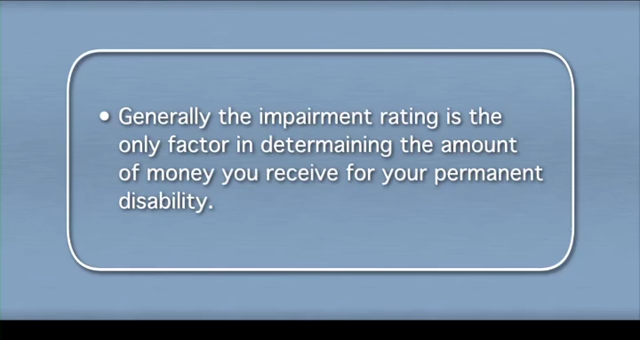 • Generally the impairment rating is the
only factor in determining the amount
of money you receive for your permanent
disability.